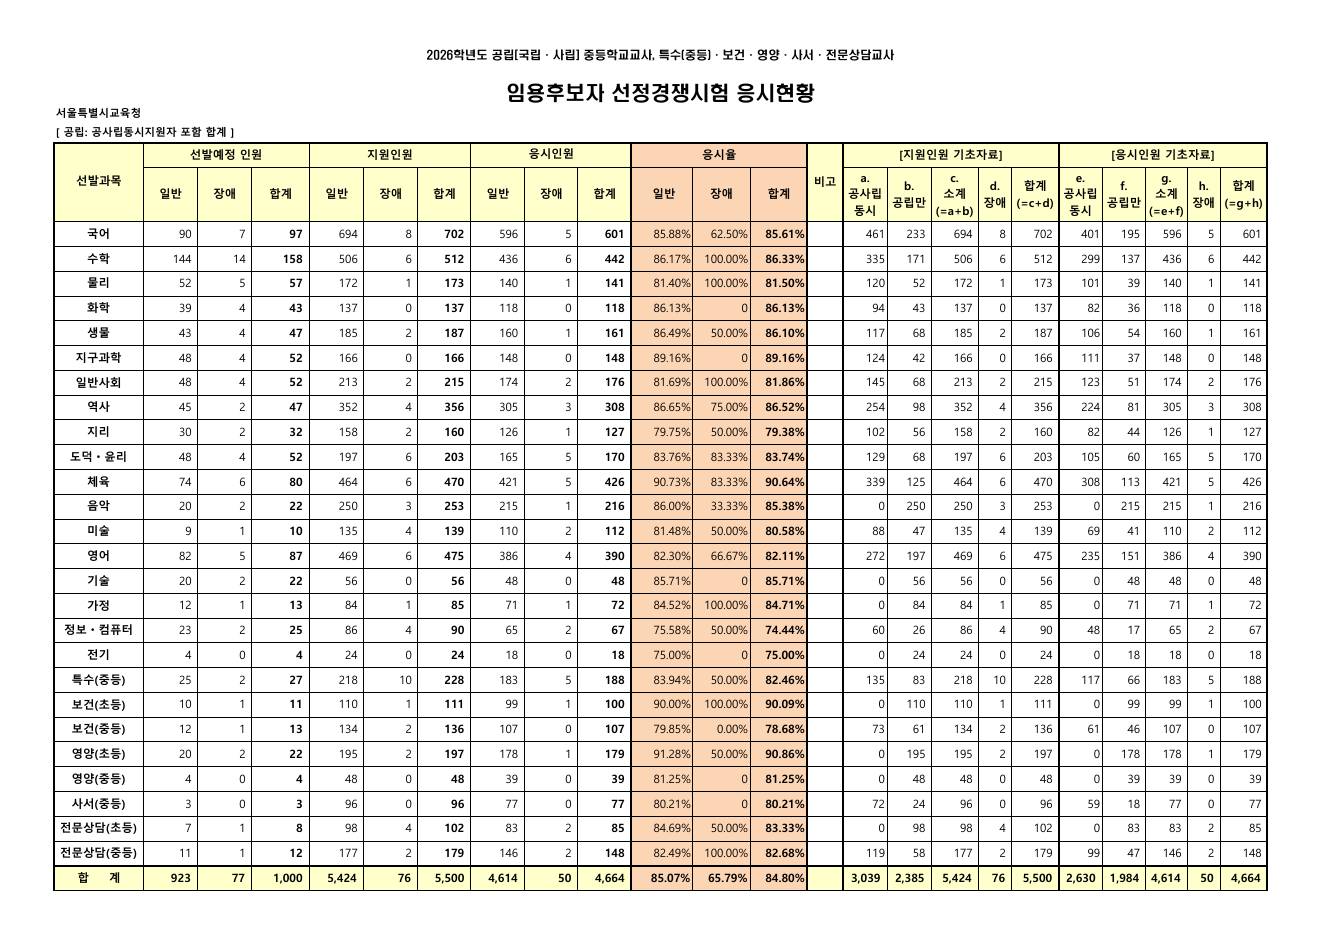 2026학년도 공립[국립 · 사립] 중등학교교사, 특수(중등) · 보건 · 영양 · 사서 · 전문상담교사
임용후보자 선정경쟁시험 응시현황
서울특별시교육청
[ 공립: 공사립동시지원자 포함 합계 ]
선발과목 선발예정 인원 지원인원 응시인원 응시율 비고 [지원인원 기초자료] [응시인원 기초자료]
일반 장애 합계 일반 장애 합계 일반 장애 합계 일반 장애 합계 a. 공사립 동시 b. 공립만 c. 소계 (=a+b) d. 장애 합계 (=c+d) e. 공사립 동시 f. 공립만 g. 소계 (=e+f) h. 장애 합계 (=g+h)
국어 90 7 97 694 8 702 596 5 601 85.88% 62.50% 85.61% 461 233 694 8 702 401 195 596 5 601
수학 144 14 158 506 6 512 436 6 442 86.17% 100.00% 86.33% 335 171 506 6 512 299 137 436 6 442
물리 52 5 57 172 1 173 140 1 141 81.40% 100.00% 81.50% 120 52 172 1 173 101 39 140 1 141
화학 39 4 43 137 0 137 118 0 118 86.13% 0 86.13% 94 43 137 0 137 82 36 118 0 118
생물 43 4 47 185 2 187 160 1 161 86.49% 50.00% 86.10% 117 68 185 2 187 106 54 160 1 161
지구과학 48 4 52 166 0 166 148 0 148 89.16% 0 89.16% 124 42 166 0 166 111 37 148 0 148
일반사회 48 4 52 213 2 215 174 2 176 81.69% 100.00% 81.86% 145 68 213 2 215 123 51 174 2 176
역사 45 2 47 352 4 356 305 3 308 86.65% 75.00% 86.52% 254 98 352 4 356 224 81 305 3 308
지리 30 2 32 158 2 160 126 1 127 79.75% 50.00% 79.38% 102 56 158 2 160 82 44 126 1 127
도덕・윤리 48 4 52 197 6 203 165 5 170 83.76% 83.33% 83.74% 129 68 197 6 203 105 60 165 5 170
체육 74 6 80 464 6 470 421 5 426 90.73% 83.33% 90.64% 339 125 464 6 470 308 113 421 5 426
음악 20 2 22 250 3 253 215 1 216 86.00% 33.33% 85.38% 0 250 250 3 253 0 215 215 1 216
미술 9 1 10 135 4 139 110 2 112 81.48% 50.00% 80.58% 88 47 135 4 139 69 41 110 2 112
영어 82 5 87 469 6 475 386 4 390 82.30% 66.67% 82.11% 272 197 469 6 475 235 151 386 4 390
기술 20 2 22 56 0 56 48 0 48 85.71% 0 85.71% 0 56 56 0 56 0 48 48 0 48
가정 12 1 13 84 1 85 71 1 72 84.52% 100.00% 84.71% 0 84 84 1 85 0 71 71 1 72
정보・컴퓨터 23 2 25 86 4 90 65 2 67 75.58% 50.00% 74.44% 60 26 86 4 90 48 17 65 2 67
전기 4 0 4 24 0 24 18 0 18 75.00% 0 75.00% 0 24 24 0 24 0 18 18 0 18
특수(중등) 25 2 27 218 10 228 183 5 188 83.94% 50.00% 82.46% 135 83 218 10 228 117 66 183 5 188
보건(초등) 10 1 11 110 1 111 99 1 100 90.00% 100.00% 90.09% 0 110 110 1 111 0 99 99 1 100
보건(중등) 12 1 13 134 2 136 107 0 107 79.85% 0.00% 78.68% 73 61 134 2 136 61 46 107 0 107
영양(초등) 20 2 22 195 2 197 178 1 179 91.28% 50.00% 90.86% 0 195 195 2 197 0 178 178 1 179
영양(중등) 4 0 4 48 0 48 39 0 39 81.25% 0 81.25% 0 48 48 0 48 0 39 39 0 39
사서(중등) 3 0 3 96 0 96 77 0 77 80.21% 0 80.21% 72 24 96 0 96 59 18 77 0 77
전문상담(초등) 7 1 8 98 4 102 83 2 85 84.69% 50.00% 83.33% 0 98 98 4 102 0 83 83 2 85
전문상담(중등) 11 1 12 177 2 179 146 2 148 82.49% 100.00% 82.68% 119 58 177 2 179 99 47 146 2 148
합 계 923 77 1,000 5,424 76 5,500 4,614 50 4,664 85.07% 65.79% 84.80% 3,039 2,385 5,424 76 5,500 2,630 1,984 4,614 50 4,664